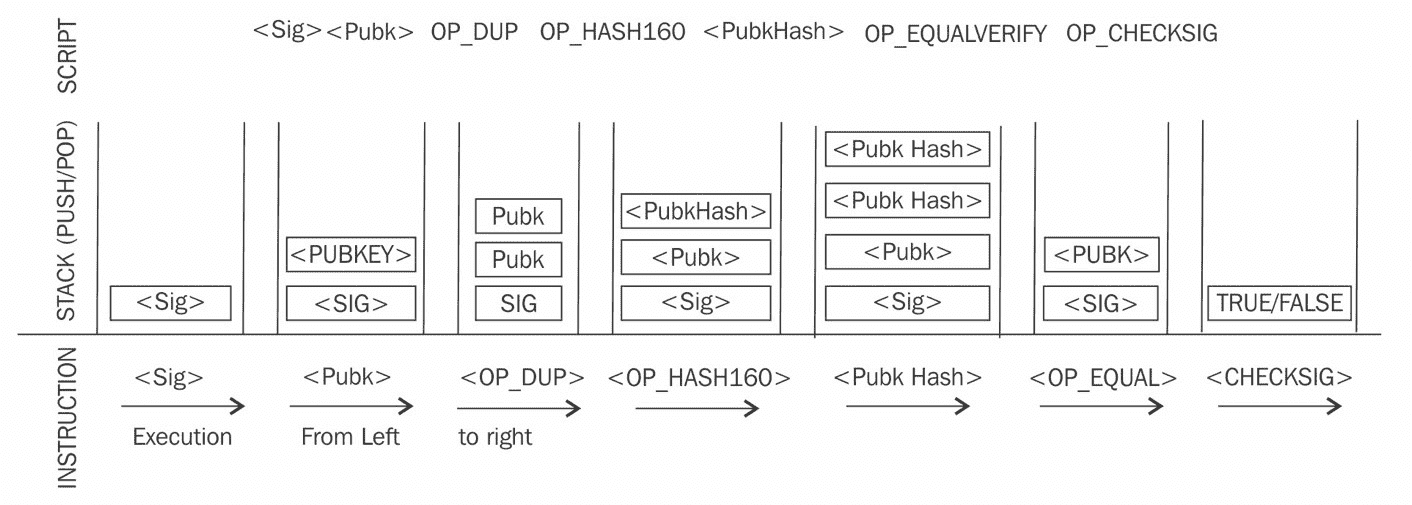 SCRIPT
<Sig> <Pubk> OP_DUP OP_HASH160 <PubkHash> OP_EQUALVERIFY OP_CHECKSIG
STACK (PUSH/POP)
<Sig>
<PUBKEY>
<SIG>
Pubk
Pubk
SIG
<PubkHash>
<Pubk>
<Sig>
<Pubk Hash>
<Pubk Hash>
<Pubk>
<Sig>
<PUBK>
<SIG>
TRUE/FALSE
INSTRUCTION
<Sig> <Pubk> <OP_DUP> <OP_HASH160> <Pubk Hash> <OP_EQUAL> <CHECKSIG>
Execution From Left to right